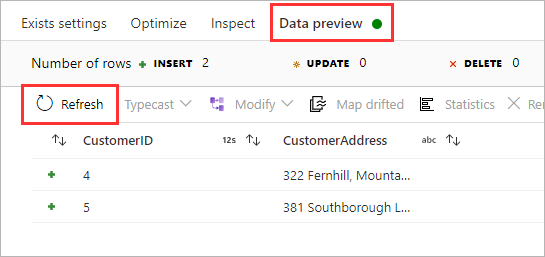 Exists settings Optimize Inspect Data preview
Number of rows + INSERT 2 * UPDATE 0 × DELETE 0
Refresh Typecast Modify Map drifted Statistics
CustomerID 12s CustomerAddress abc
+ 4 322 Fernhill, Mounta...
+ 5 381 Southborough L...